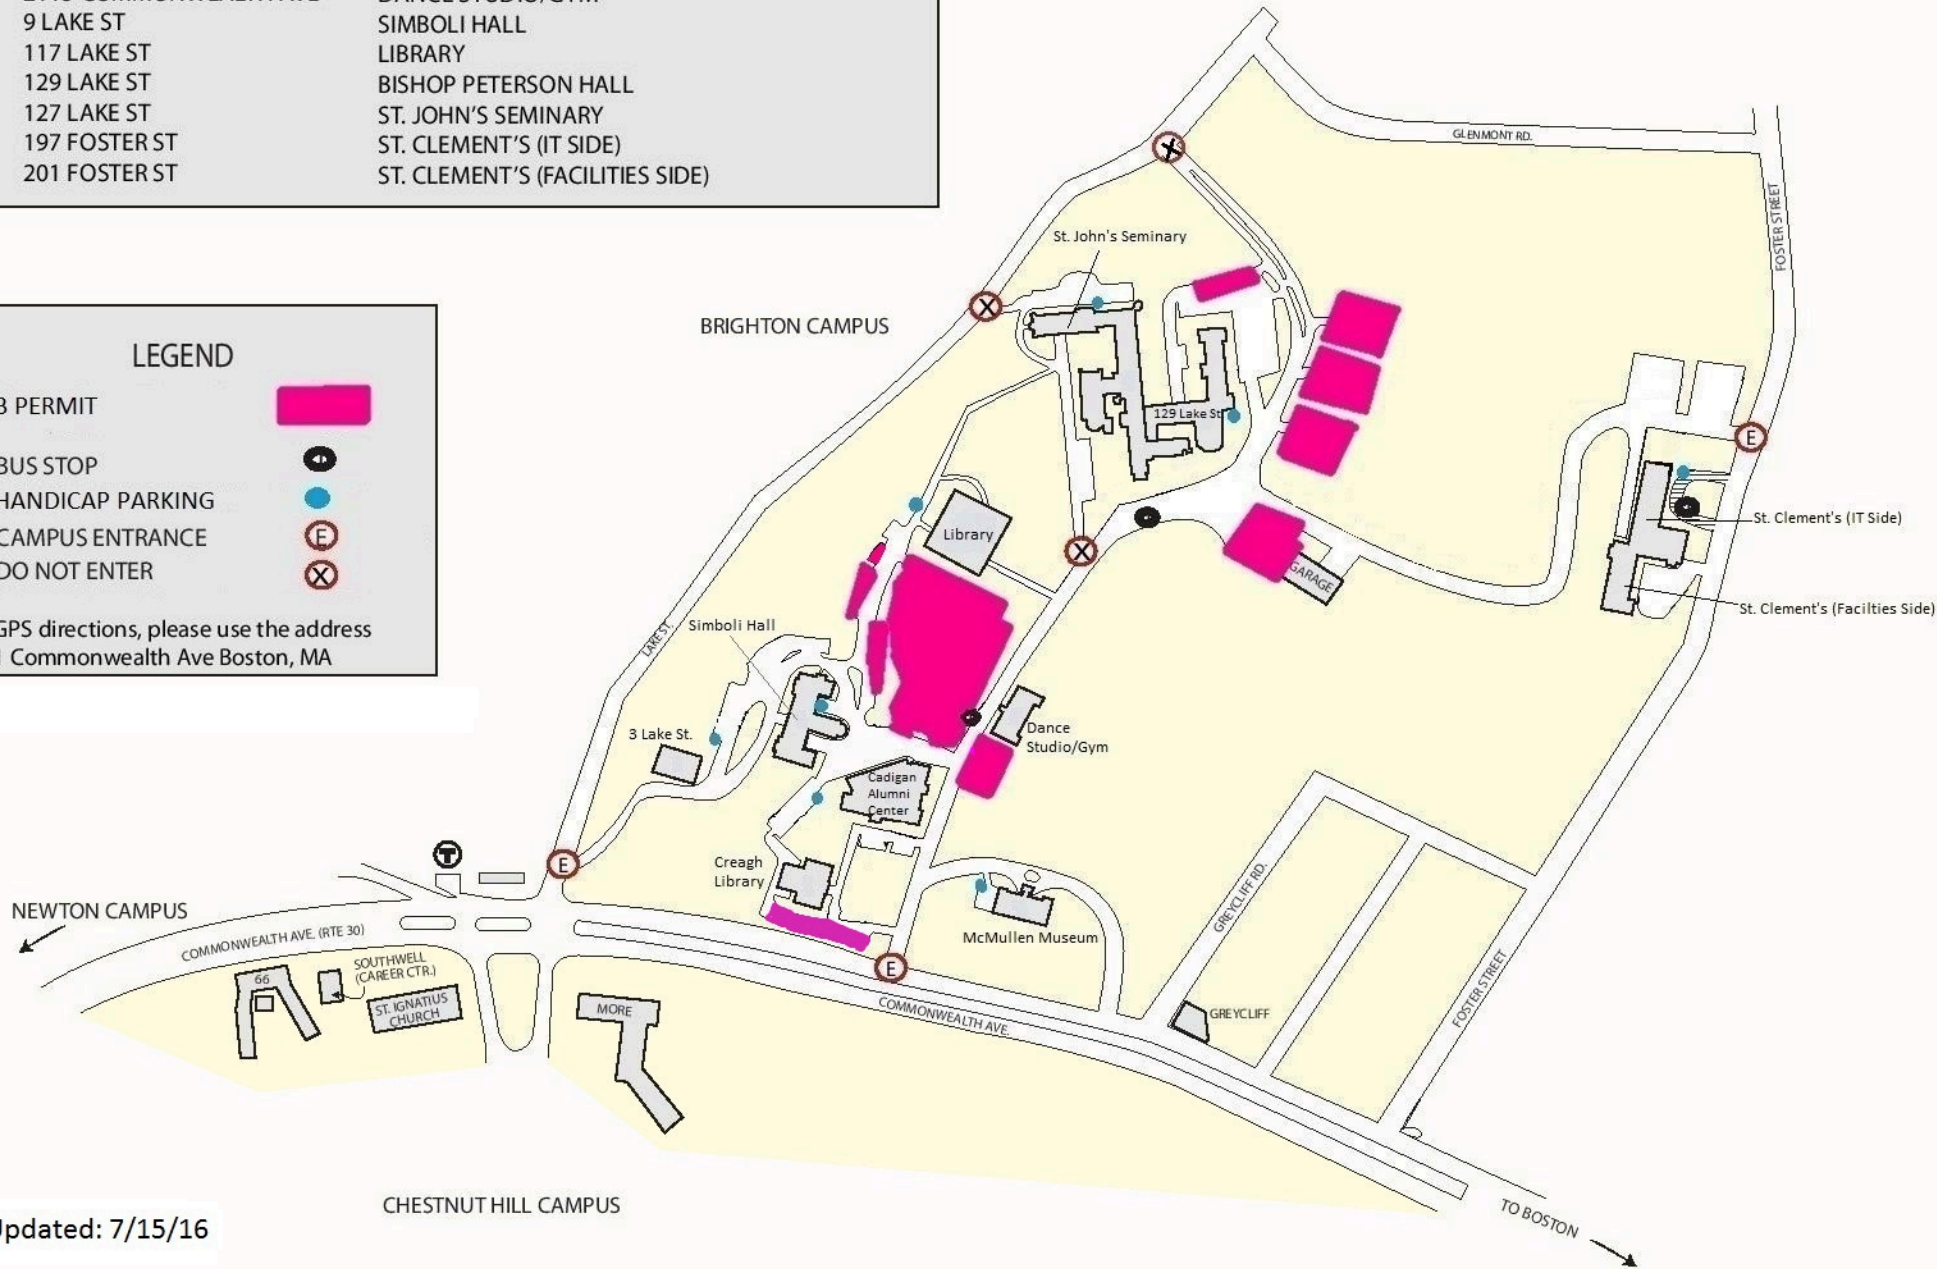 DANCE STUDIO/GYM
9 LAKE ST SIMBOLI HALL
117 LAKE ST LIBRARY
129 LAKE ST BISHOP PETERSON HALL
127 LAKE ST ST. JOHN'S SEMINARY
197 FOSTER ST ST. CLEMENT'S (IT SIDE)
201 FOSTER ST ST. CLEMENT'S (FACILITIES SIDE)
GLENMONT RD.
FOSTER STREET
St. John's Seminary
X
X
BRIGHTON CAMPUS
LEGEND
PERMIT
BUS STOP
HANDICAP PARKING
CAMPUS ENTRANCE E
DO NOT ENTER X
GPS directions, please use the address
Commonwealth Ave Boston, MA
129 Lake St
E
Library
X
GARAGE
St. Clement's (IT Side)
St. Clement's (Facilties Side)
LAKE ST.
Simboli Hall
3 Lake St.
Dance
Studio/Gym
Cadigan
Alumni
Center
T
E
Creagh
Library
McMullen Museum
E
GREYCLIFF RD.
FOSTER STREET
GREYCLIFF
NEWTON CAMPUS
COMMONWEALTH AVE. (RTE 30)
66
SOUTHWELL
(CAREER CTR.)
ST. IGNATIUS
CHURCH
MORE
COMMONWEALTH AVE.
CHESTNUT HILL CAMPUS
TO BOSTON
Updated: 7/15/16